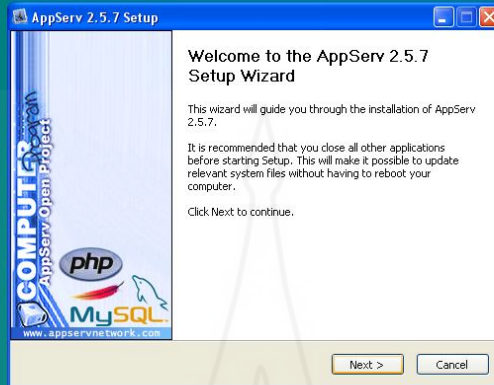 AppServ 2.5.7 Setup
Welcome to the AppServ 2.5.7
Setup Wizard
This wizard will guide you through the installation of AppServ
2.5.7.
It is recommended that you close all other applications
before starting Setup. This will make it possible to update
relevant system files without having to reboot your
computer.
Click Next to continue.
COMPUTER
Program
AppServ Open Project
php
MySQL
www.appservnetwork.com
Next >
Cancel